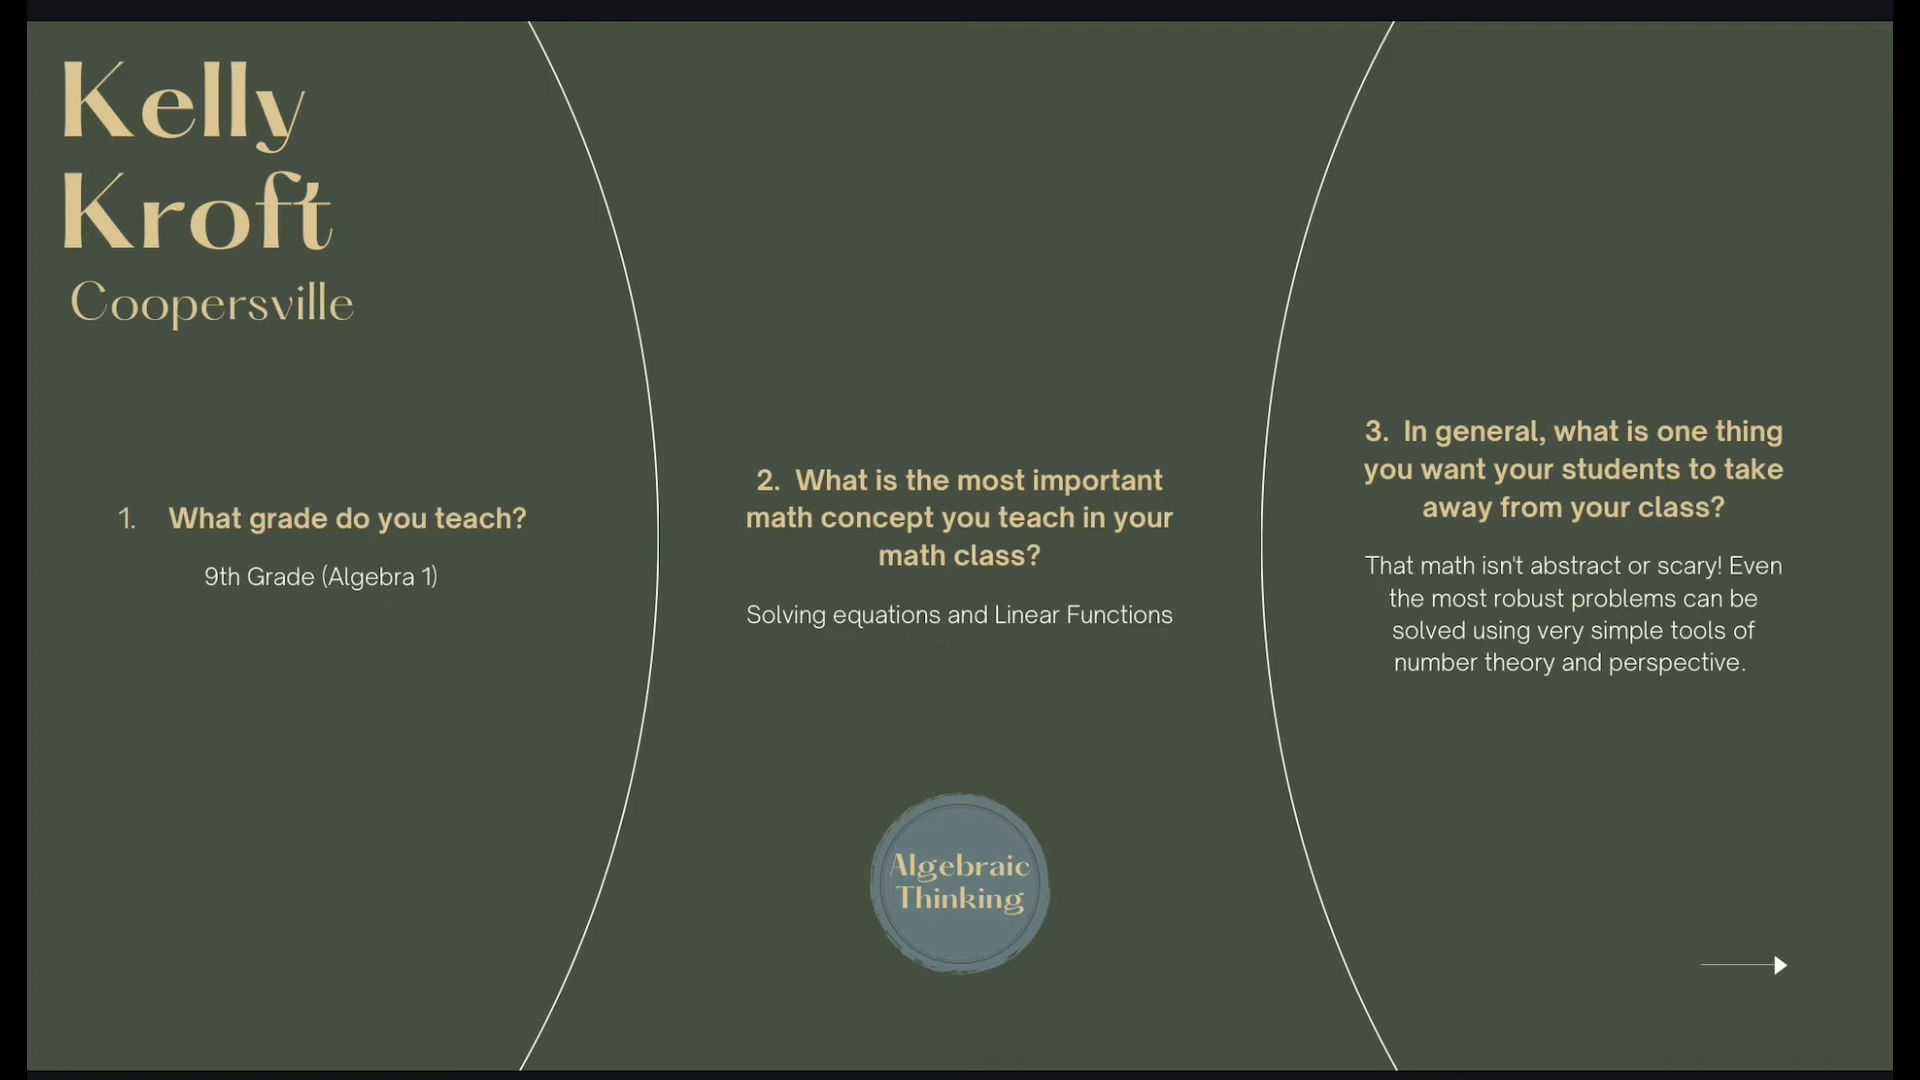 Kelly
Kroft
Coopersville
1. What grade do you teach?
9th Grade (Algebra 1)
2. What is the most important
math concept you teach in your
math class?
Solving equations and Linear Functions
3. In general, what is one thing
you want your students to take
away from your class?
That math isn't abstract or scary! Even
the most robust problems can be
solved using very simple tools of
number theory and perspective.
Algebraic
Thinking